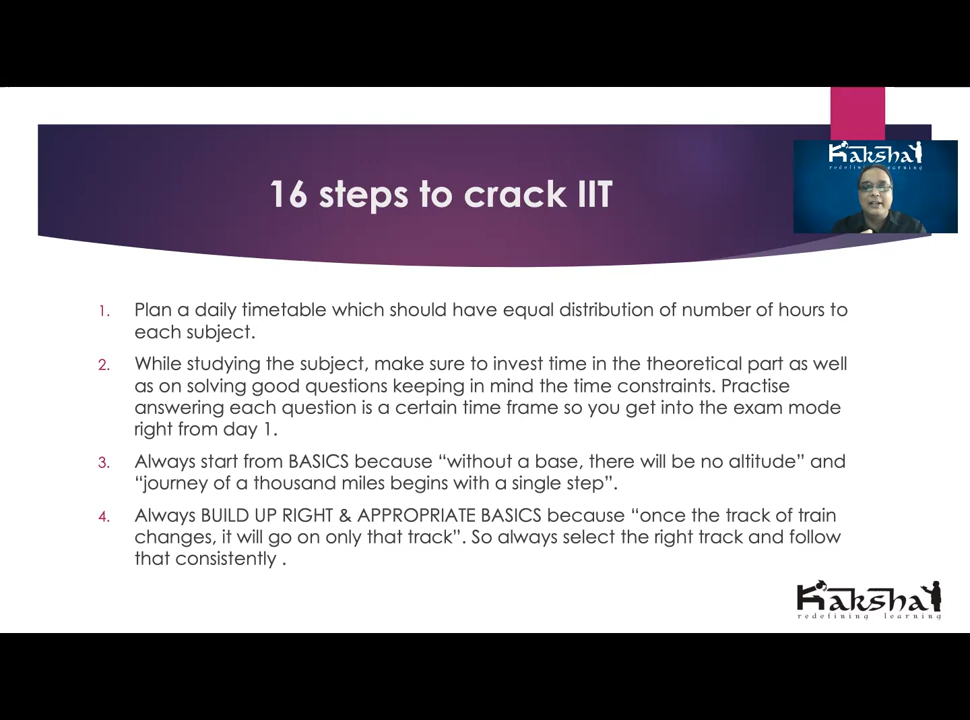 16 steps to crack IIT
Kaksha
redefining learning
1. Plan a daily timetable which should have equal distribution of number of hours to
each subject.
2. While studying the subject, make sure to invest time in the theoretical part as well
as on solving good questions keeping in mind the time constraints. Practise
answering each question is a certain time frame so you get into the exam mode
right from day 1.
3. Always start from BASICS because “without a base, there will be no altitude” and
“journey of a thousand miles begins with a single step”.
4. Always BUILD UP RIGHT & APPROPRIATE BASICS because “once the track of train
changes, it will go on only that track”. So always select the right track and follow
that consistently .
Kaksha
redefining learning